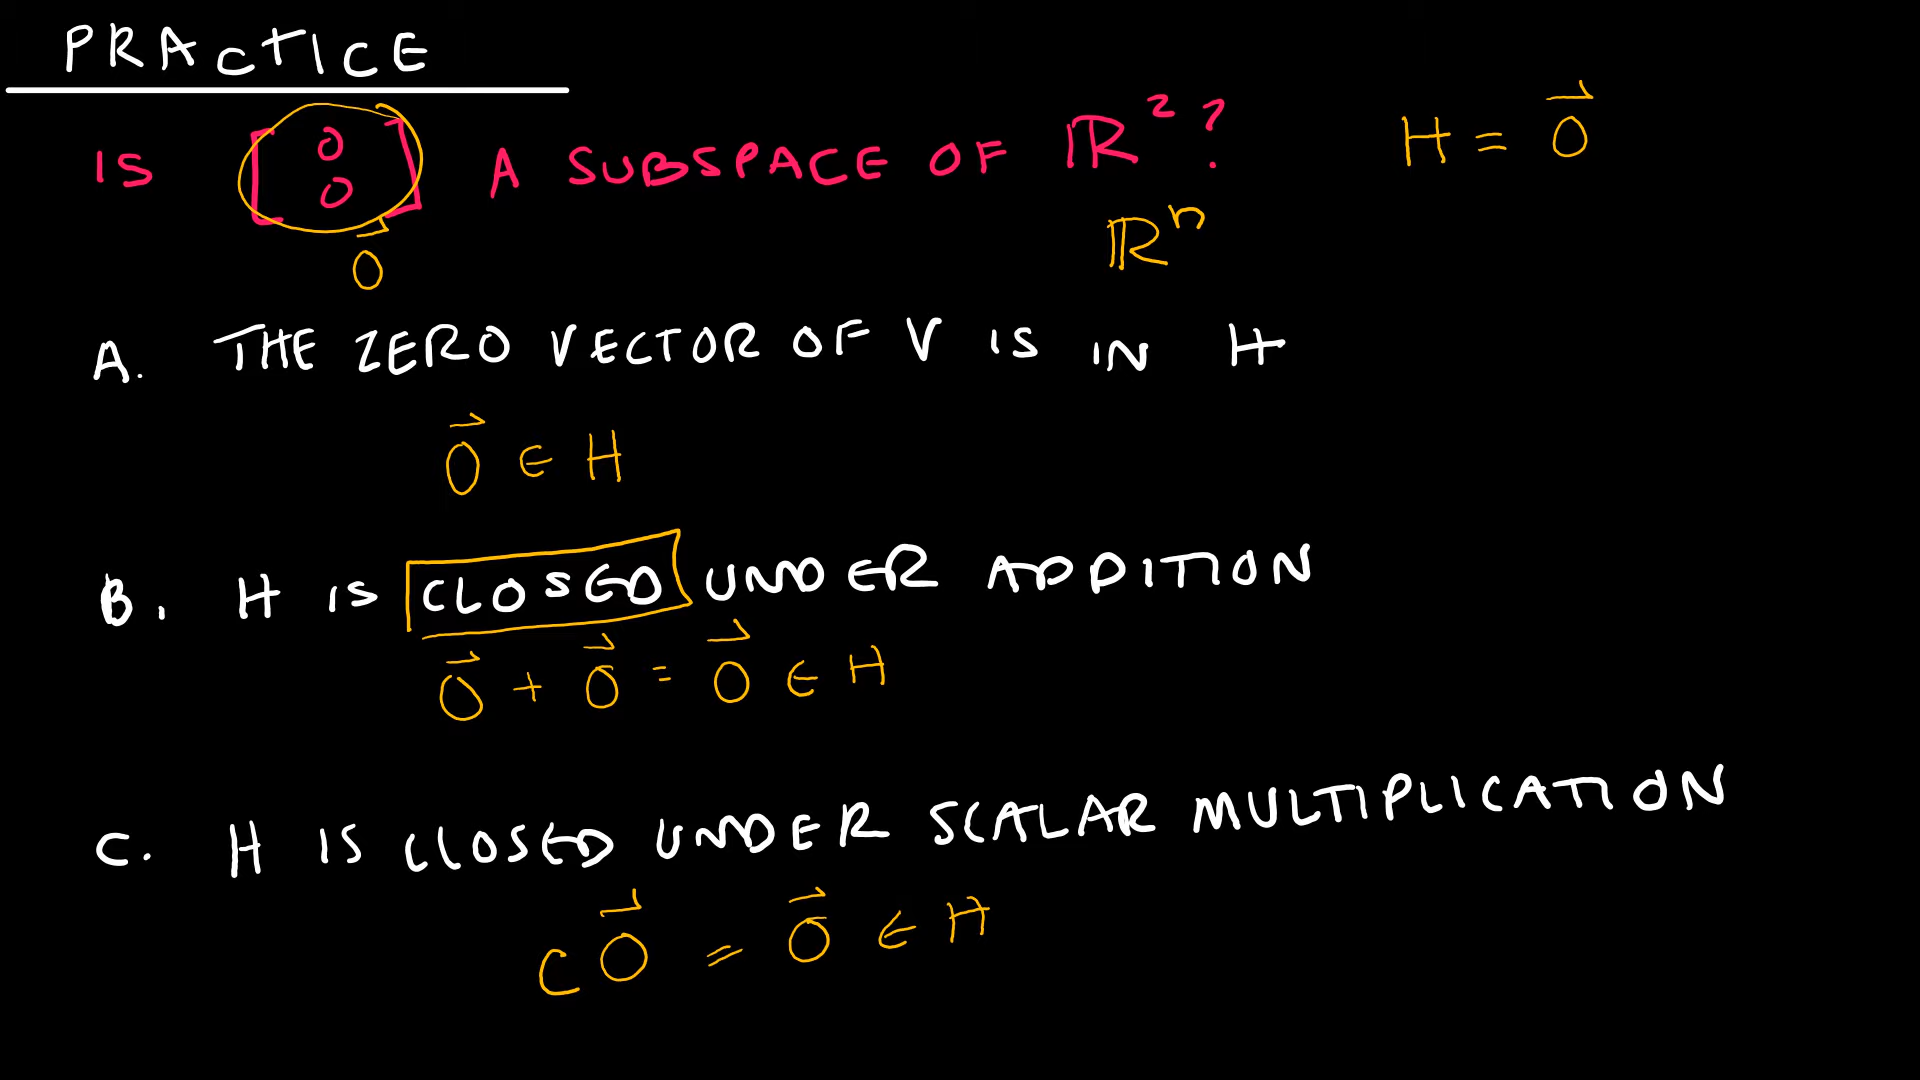 PRACTICE
IS [0 0] A SUBSPACE OF ℝ²? H = 0⃗
0⃗ ℝⁿ
A. THE ZERO VECTOR OF V IS IN H
0⃗ ∈ H
B. H IS CLOSED UNDER ADDITION
0⃗ + 0⃗ = 0⃗ ∈ H
C. H IS CLOSED UNDER SCALAR MULTIPLICATION
C0⃗ = 0⃗ ∈ H